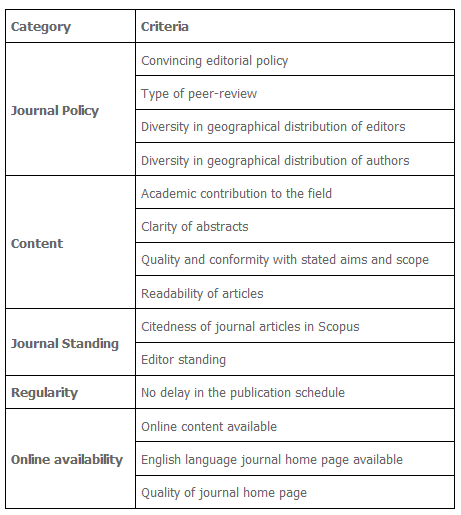 Category Criteria
Journal Policy
Convincing editorial policy
Type of peer-review
Diversity in geographical distribution of editors
Diversity in geographical distribution of authors
Content
Academic contribution to the field
Clarity of abstracts
Quality and conformity with stated aims and scope
Readability of articles
Journal Standing
Citedness of journal articles in Scopus
Editor standing
Regularity No delay in the publication schedule
Online availability
Online content available
English language journal home page available
Quality of journal home page